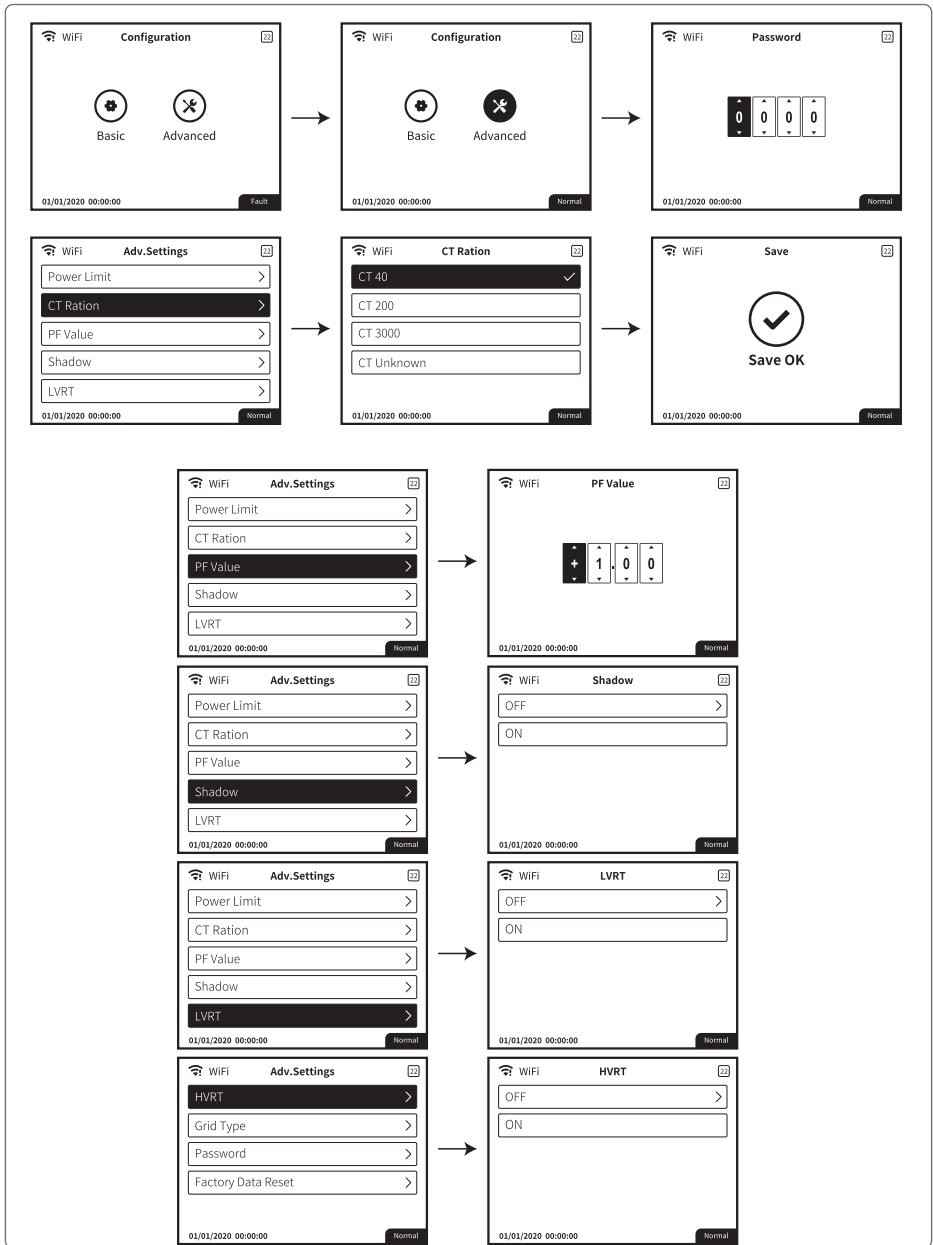 WiFi Configuration 22
Basic Advanced
01/01/2020 00:00:00 Fault
WiFi Configuration 22
Basic Advanced
01/01/2020 00:00:00 Normal
WiFi Password 22
0 0 0 0
01/01/2020 00:00:00 Normal
WiFi Adv.Settings 22
Power Limit
CT Ration
PF Value
Shadow
LVRT
01/01/2020 00:00:00 Normal
WiFi CT Ration 22
CT 40
CT 200
CT 3000
CT Unknown
01/01/2020 00:00:00 Normal
WiFi Save 22
Save OK
01/01/2020 00:00:00 Normal
WiFi Adv.Settings 22
Power Limit
CT Ration
PF Value
Shadow
LVRT
01/01/2020 00:00:00 Normal
WiFi PF Value 22
+ 1 . 0 0
01/01/2020 00:00:00 Normal
WiFi Adv.Settings 22
Power Limit
CT Ration
PF Value
Shadow
LVRT
01/01/2020 00:00:00 Normal
WiFi Shadow 22
OFF
ON
01/01/2020 00:00:00 Normal
WiFi Adv.Settings 22
Power Limit
CT Ration
PF Value
Shadow
LVRT
01/01/2020 00:00:00 Normal
WiFi LVRT 22
OFF
ON
01/01/2020 00:00:00 Normal
WiFi Adv.Settings 22
HVRT
Grid Type
Password
Factory Data Reset
01/01/2020 00:00:00 Normal
WiFi HVRT 22
OFF
ON
01/01/2020 00:00:00 Normal